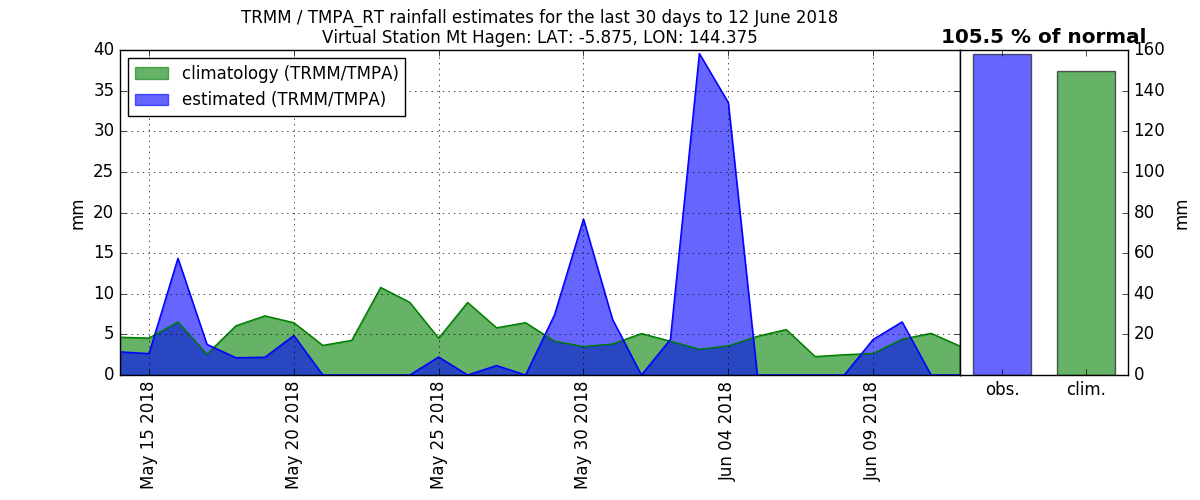 TRMM / TMPA_RT rainfall estimates for the last 30 days to 12 June 2018
Virtual Station Mt Hagen: LAT: -5.875, LON: 144.375
105.5 % of normal
climatology (TRMM/TMPA)
estimated (TRMM/TMPA)
40
35
30
25
20
15
10
5
0
mm
May 15 2018
May 20 2018
May 25 2018
May 30 2018
Jun 04 2018
Jun 09 2018
obs.
clim.
160
140
120
100
80
60
40
20
0
mm